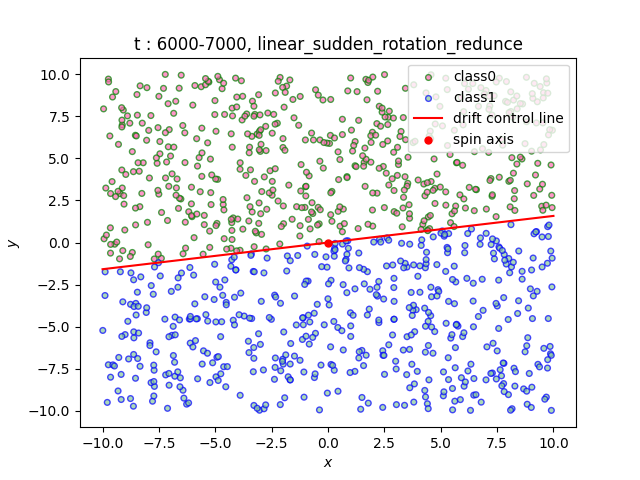 t : 6000-7000, linear_sudden_rotation_redunce
class0
class1
drift control line
spin axis
10.0
7.5
5.0
2.5
0.0
−2.5
−5.0
−7.5
−10.0
y
−10.0 −7.5 −5.0 −2.5 0.0 2.5 5.0 7.5 10.0
x